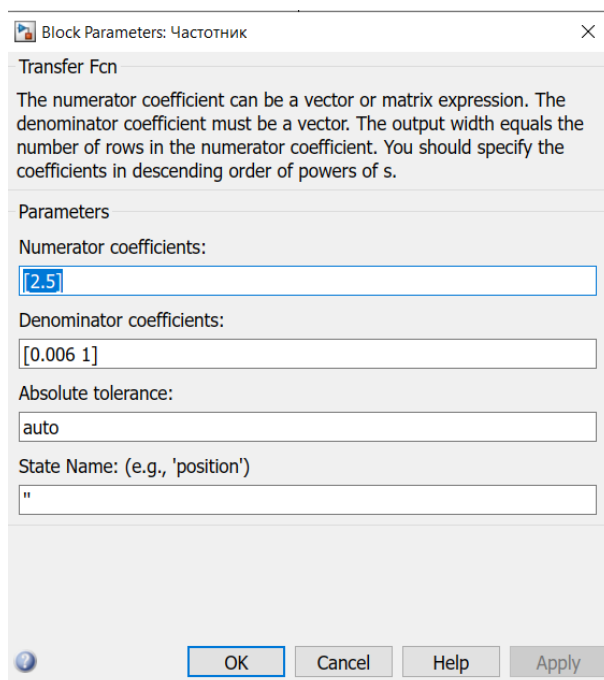 Block Parameters: Частотник
Transfer Fcn
The numerator coefficient can be a vector or matrix expression. The
denominator coefficient must be a vector. The output width equals the
number of rows in the numerator coefficient. You should specify the
coefficients in descending order of powers of s.
Parameters
Numerator coefficients:
[2.5]
Denominator coefficients:
[0.006 1]
Absolute tolerance:
auto
State Name: (e.g., 'position')
''
OK Cancel Help Apply